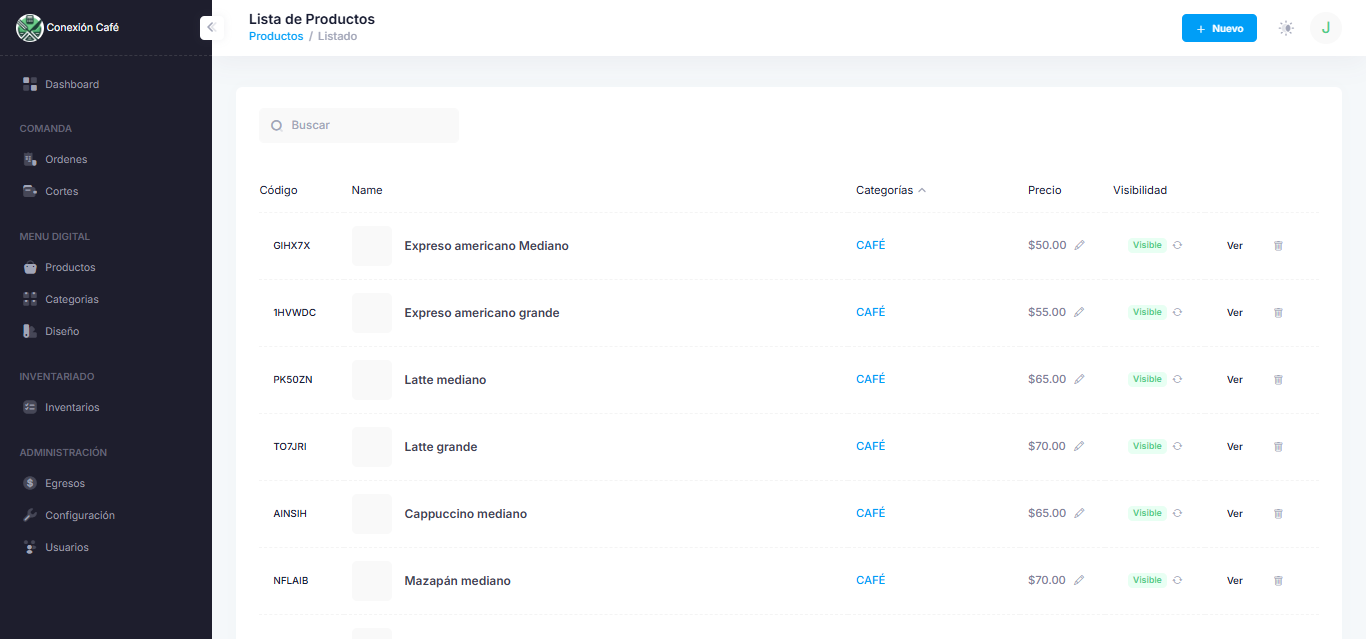 Conexión Café
Dashboard
COMANDA
Ordenes
Cortes
MENU DIGITAL
Productos
Categorias
Diseño
INVENTARIADO
Inventarios
ADMINISTRACIÓN
Egresos
Configuración
Usuarios
Lista de Productos
Productos / Listado
+ Nuevo
J
Buscar
Código Name Categorías Precio Visibilidad
GIHX7X Expreso americano Mediano CAFÉ $50.00 Visible Ver
1HVWDC Expreso americano grande CAFÉ $55.00 Visible Ver
PK50ZN Latte mediano CAFÉ $65.00 Visible Ver
TO7JRI Latte grande CAFÉ $70.00 Visible Ver
AINSIH Cappuccino mediano CAFÉ $65.00 Visible Ver
NFLAIB Mazapán mediano CAFÉ $70.00 Visible Ver